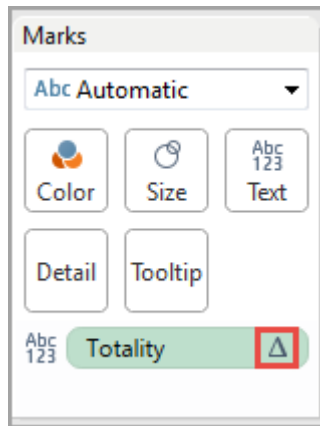 Marks
Abc Automatic
Color Size Abc 123 Text
Detail Tooltip
Abc 123 Totality Δ